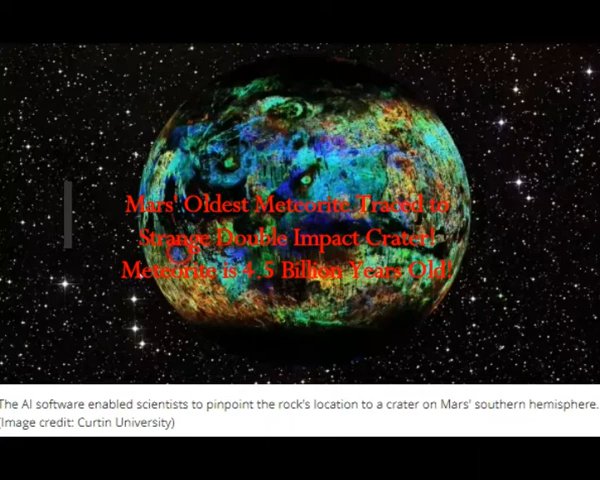 Mars' Oldest Meteorite Traced to
Strange Double Impact Crater!
Meteorite is 4.5 Billion Years Old!
The AI software enabled scientists to pinpoint the rock's location to a crater on Mars' southern hemisphere.
(Image credit: Curtin University)